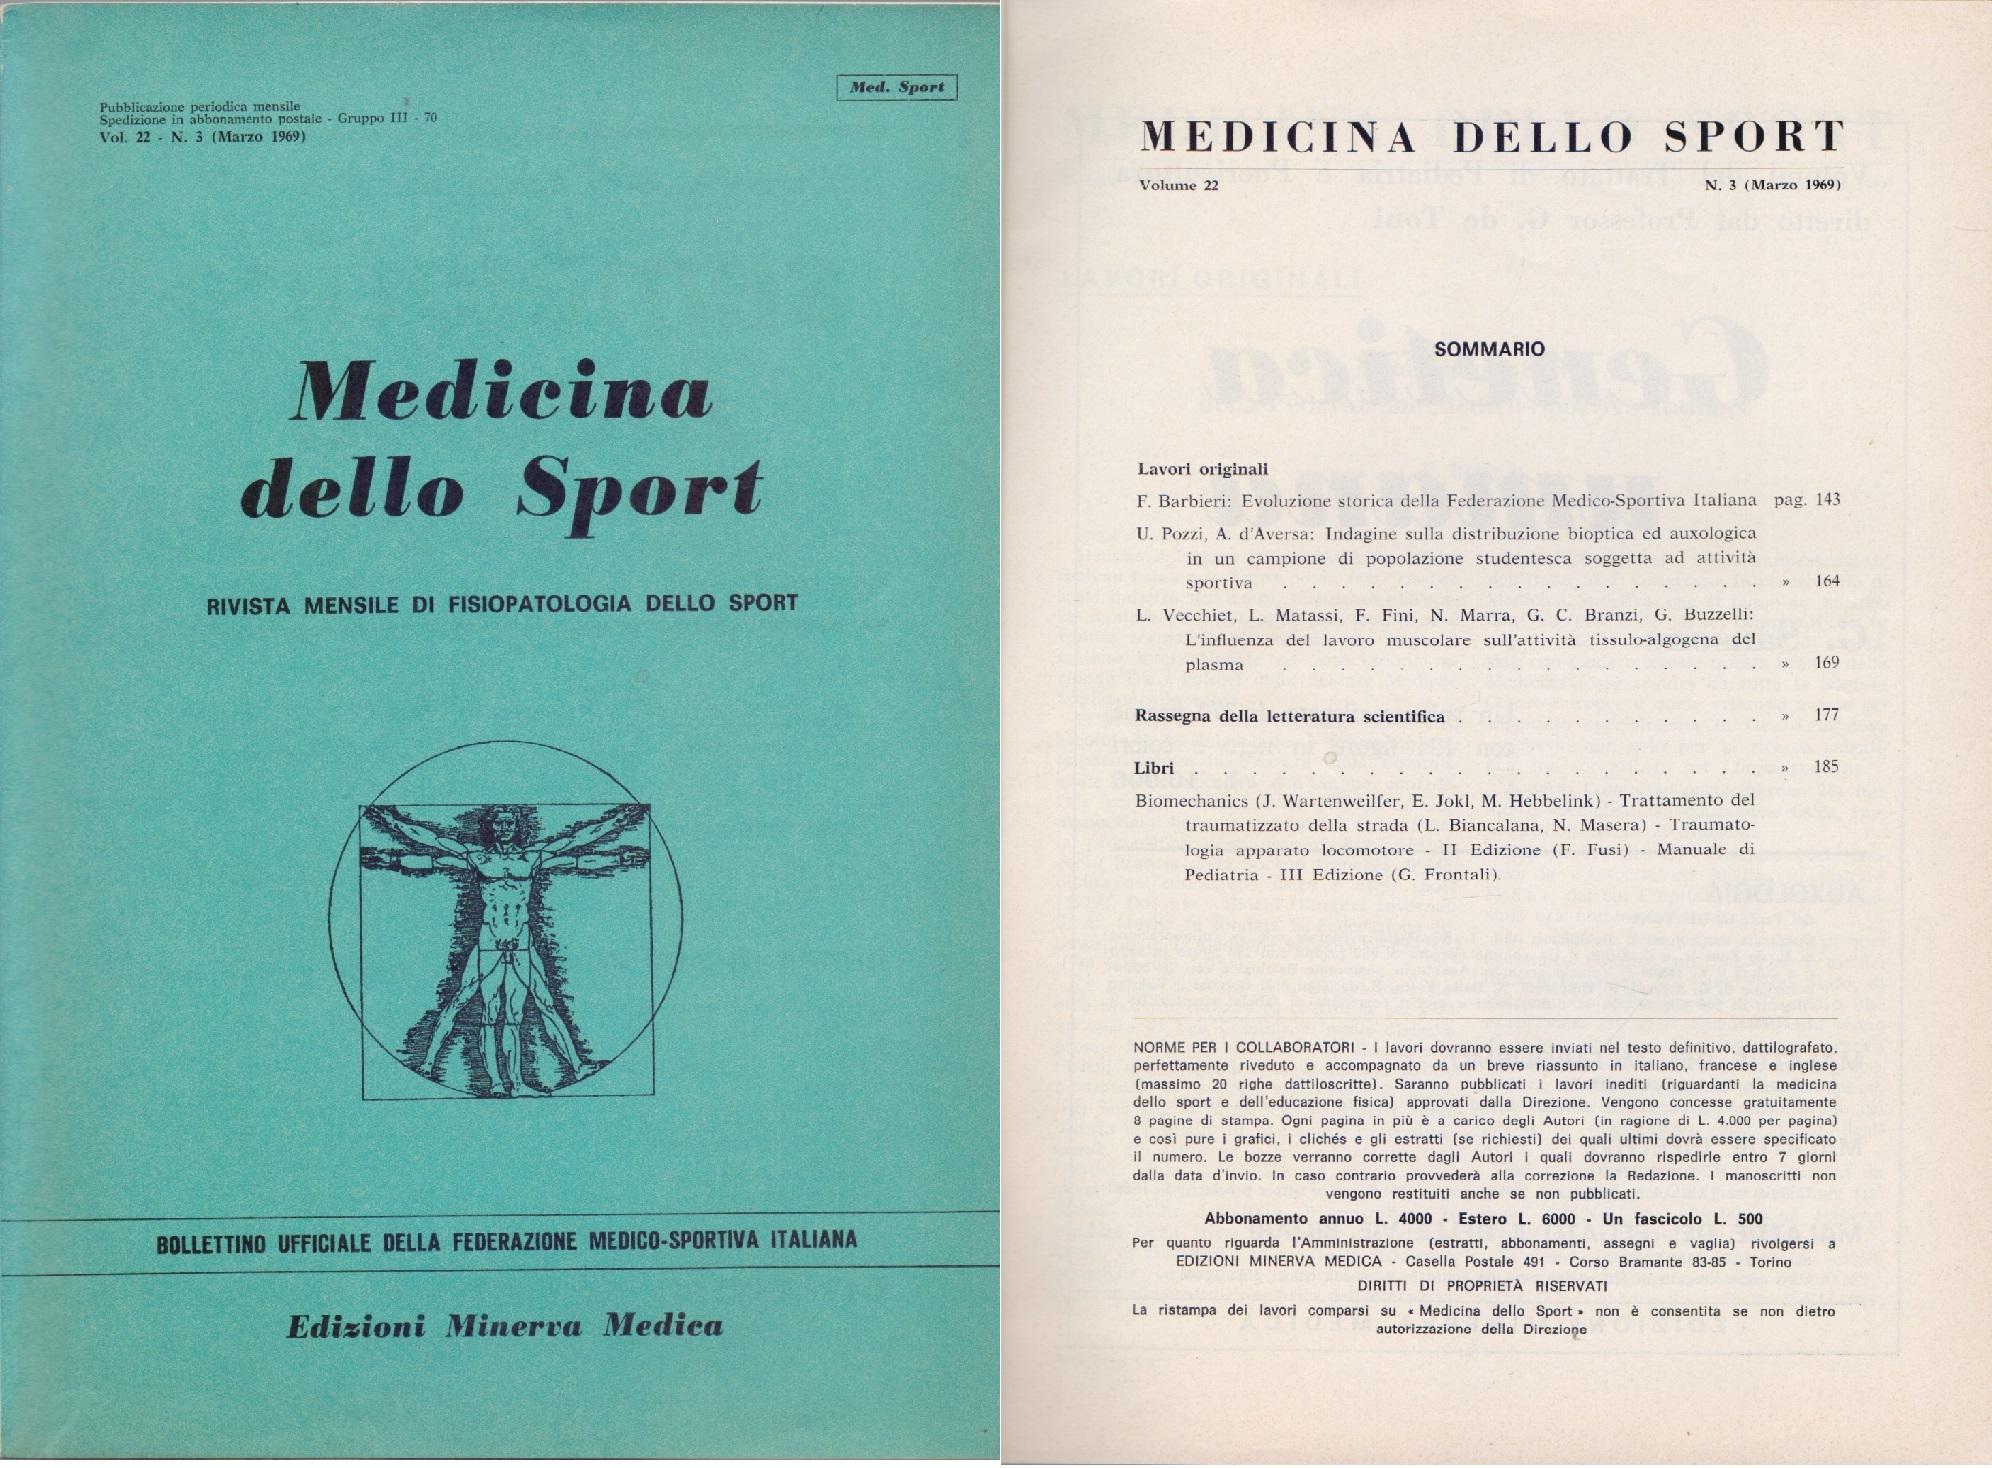 Med. Sport
Pubblicazione periodica mensile
Spedizione in abbonamento postale - Gruppo III - 70
Vol. 22 - N. 3 (Marzo 1969)
Medicina
dello Sport
RIVISTA MENSILE DI FISIOPATOLOGIA DELLO SPORT
BOLLETTINO UFFICIALE DELLA FEDERAZIONE MEDICO-SPORTIVA ITALIANA
Edizioni Minerva Medica
MEDICINA DELLO SPORT
Volume 22 N. 3 (Marzo 1969)
SOMMARIO
Lavori originali
F. Barbieri: Evoluzione storica della Federazione Medico-Sportiva Italiana pag. 143
U. Pozzi, A. d'Aversa: Indagine sulla distribuzione bioptica ed auxologica
in un campione di popolazione studentesca soggetta ad attività
sportiva . . . . . . . . . . . . . . . . . » 164
L. Vecchiet, L. Matassi, F. Fini, N. Marra, G. C. Branzi, G. Buzzelli:
L'influenza del lavoro muscolare sull'attività tissulo-algogena del
plasma . . . . . . . . . . . . . . . . . » 169
Rassegna della letteratura scientifica . . . . . . . . . . . » 177
Libri . . . . . . . . . . . . . . . . . . . . » 185
Biomechanics (J. Wartenweilfer, E. Jokl, M. Hebbelink) - Trattamento del
traumatizzato della strada (L. Biancalana, N. Masera) - Traumato-
logia apparato locomotore - II Edizione (F. Fusi) - Manuale di
Pediatria - III Edizione (G. Frontali).
NORME PER I COLLABORATORI - I lavori dovranno essere inviati nel testo definitivo, dattilografato,
perfettamente riveduto e accompagnato da un breve riassunto in italiano, francese e inglese
(massimo 20 righe dattiloscritte). Saranno pubblicati i lavori inediti (riguardanti la medicina
dello sport e dell'educazione fisica) approvati dalla Direzione. Vengono concesse gratuitamente
8 pagine di stampa. Ogni pagina in più è a carico degli Autori (in ragione di L. 4.000 per pagina)
e così pure i grafici, i clichés e gli estratti (se richiesti) dei quali ultimi dovrà essere specificato
il numero. Le bozze verranno corrette dagli Autori i quali dovranno rispedirle entro 7 giorni
dalla data d'invio. In caso contrario provvederà alla correzione la Redazione. I manoscritti non
vengono restituiti anche se non pubblicati.
Abbonamento annuo L. 4000 - Estero L. 6000 - Un fascicolo L. 500
Per quanto riguarda l'Amministrazione (estratti, abbonamenti, assegni e vaglia) rivolgersi a
EDIZIONI MINERVA MEDICA - Casella Postale 491 - Corso Bramante 83-85 - Torino
DIRITTI DI PROPRIETÀ RISERVATI
La ristampa dei lavori comparsi su « Medicina dello Sport » non è consentita se non dietro
autorizzazione della Direzione